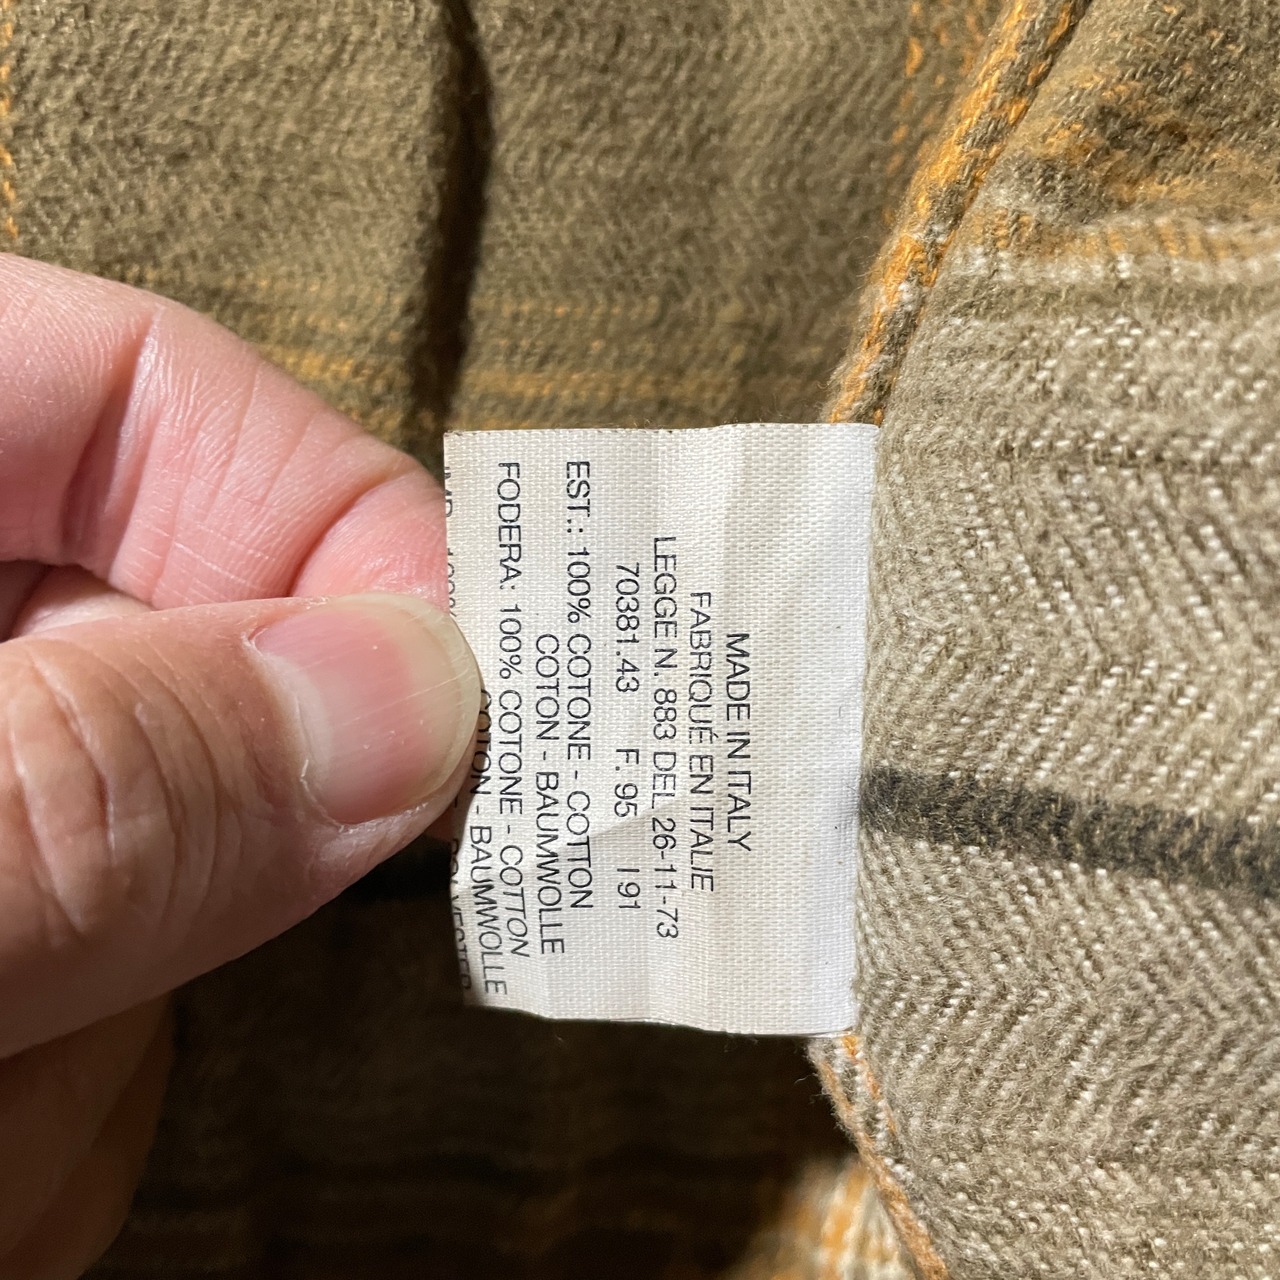 MADE IN ITALY
FABRIQUÉ EN ITALIE
LEGGE N. 883 DEL 26-11-73
70381.43 F. 95 I 91
EST.: 100% COTONE - COTTON
COTON - BAUMWOLLE
FODERA: 100% COTONE - COTTON
COTON - BAUMWOLLE